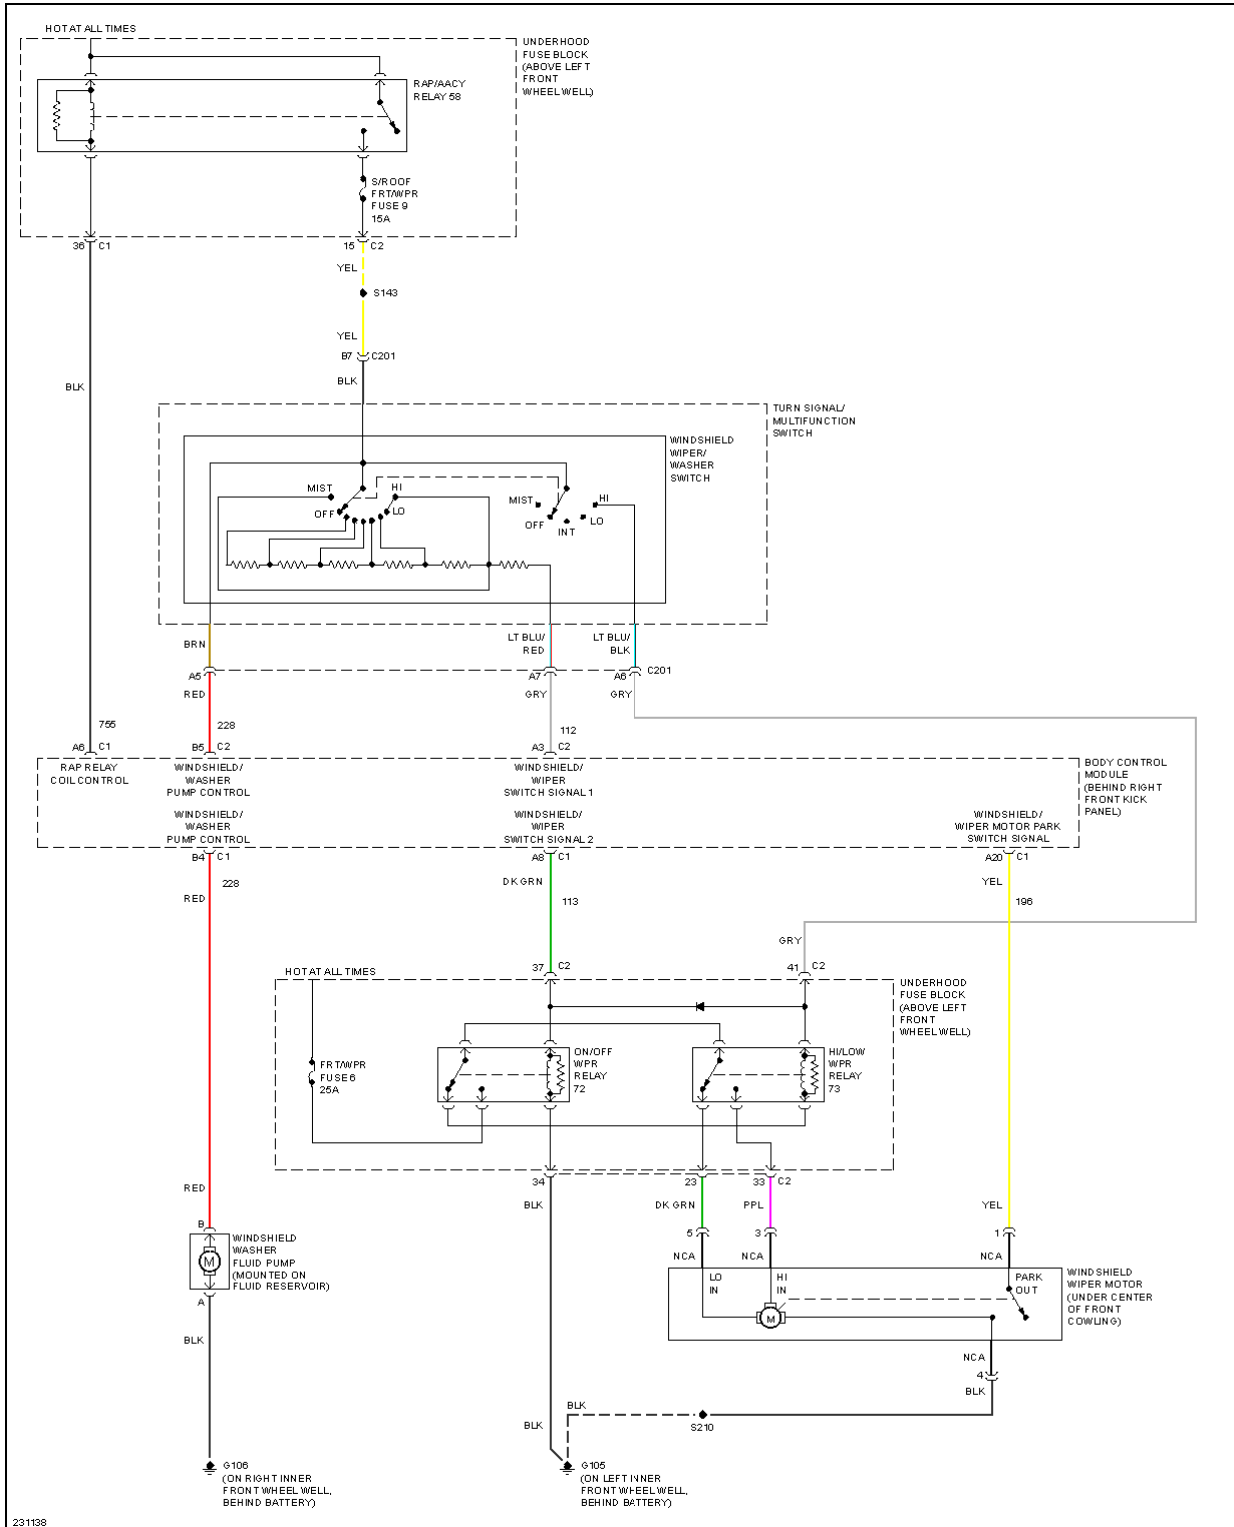 HOT AT ALL TIMES
UNDERHOOD
FUSE BLOCK
(ABOVE LEFT
FRONT
WHEEL WELL)
RAP/AACY
RELAY 58
S/ROOF
FRT/WPR
FUSE 9
15A
36 C1
15 C2
YEL
S143
YEL
B7 C201
BLK
BLK
TURN SIGNAL/
MULTIFUNCTION
SWITCH
WINDSHIELD
WIPER/
WASHER
SWITCH
MIST
HI
OFF
LO
MIST
HI
OFF
LO
INT
BRN
LT BLU/
RED
LT BLU/
BLK
A5
A7
A6
C201
RED
GRY
GRY
755
228
112
A6 C1
B5 C2
A3 C2
BODY CONTROL
MODULE
(BEHIND RIGHT
FRONT KICK
PANEL)
RAP RELAY
COIL CONTROL
WINDSHIELD/
WASHER
PUMP CONTROL
WINDSHIELD/
WIPER
SWITCH SIGNAL 1
WINDSHIELD/
WASHER
PUMP CONTROL
WINDSHIELD/
WIPER
SWITCH SIGNAL 2
WINDSHIELD/
WIPER MOTOR PARK
SWITCH SIGNAL
B4 C1
A8 C1
A20 C1
RED
228
DK GRN
113
YEL
196
GRY
37 C2
41 C2
HOT AT ALL TIMES
UNDERHOOD
FUSE BLOCK
(ABOVE LEFT
FRONT
WHEEL WELL)
FRT/WPR
FUSE 6
25A
ON/OFF
WPR
RELAY
72
HI/LOW
WPR
RELAY
73
34
23
33 C2
RED
BLK
DK GRN
PPL
YEL
B
5
3
1
WINDSHIELD
WASHER
FLUID PUMP
(MOUNTED ON
FLUID RESERVOIR)
M
A
NCA
NCA
NCA
LO
IN
HI
IN
PARK
OUT
M
WINDSHIELD
WIPER MOTOR
(UNDER CENTER
OF FRONT
COWLING)
BLK
NCA
4
BLK
BLK
BLK
S210
G106
(ON RIGHT INNER
FRONT WHEEL WELL,
BEHIND BATTERY)
G105
(ON LEFT INNER
FRONT WHEEL WELL,
BEHIND BATTERY)
231138